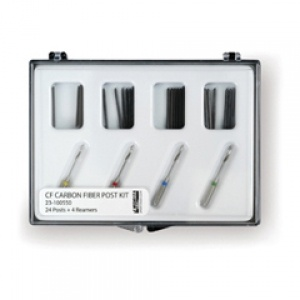 CF CARBON FIBER POST KIT
23-100550
24 Posts + 4 Reamers